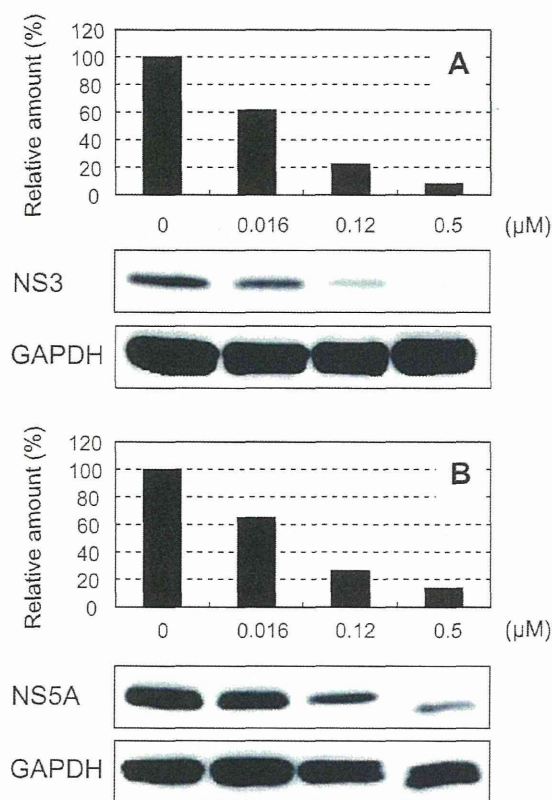 120
100
80
60
40
20
0
Relative amount (%)
A
0 0.016 0.12 0.5 (µM)
NS3
GAPDH
120
100
80
60
40
20
0
Relative amount (%)
B
0 0.016 0.12 0.5 (µM)
NS5A
GAPDH